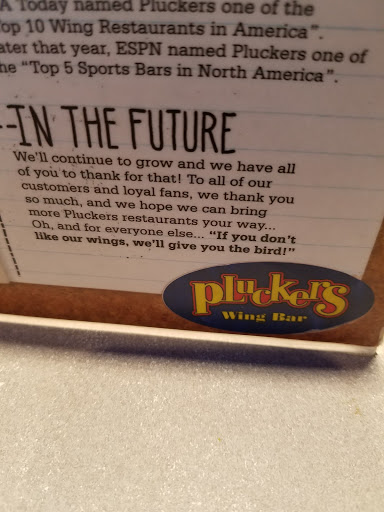 A Today named Pluckers one of the
op 10 Wing Restaurants in America".
ater that year, ESPN named Pluckers one of
he "Top 5 Sports Bars in North America".
--IN THE FUTURE
We'll continue to grow and we have all
of you to thank for that! To all of our
customers and loyal fans, we thank you
so much, and we hope we can bring
more Pluckers restaurants your way...
Oh, and for everyone else... "If you don't
like our wings, we'll give you the bird!"
pluckers
Wing Bar